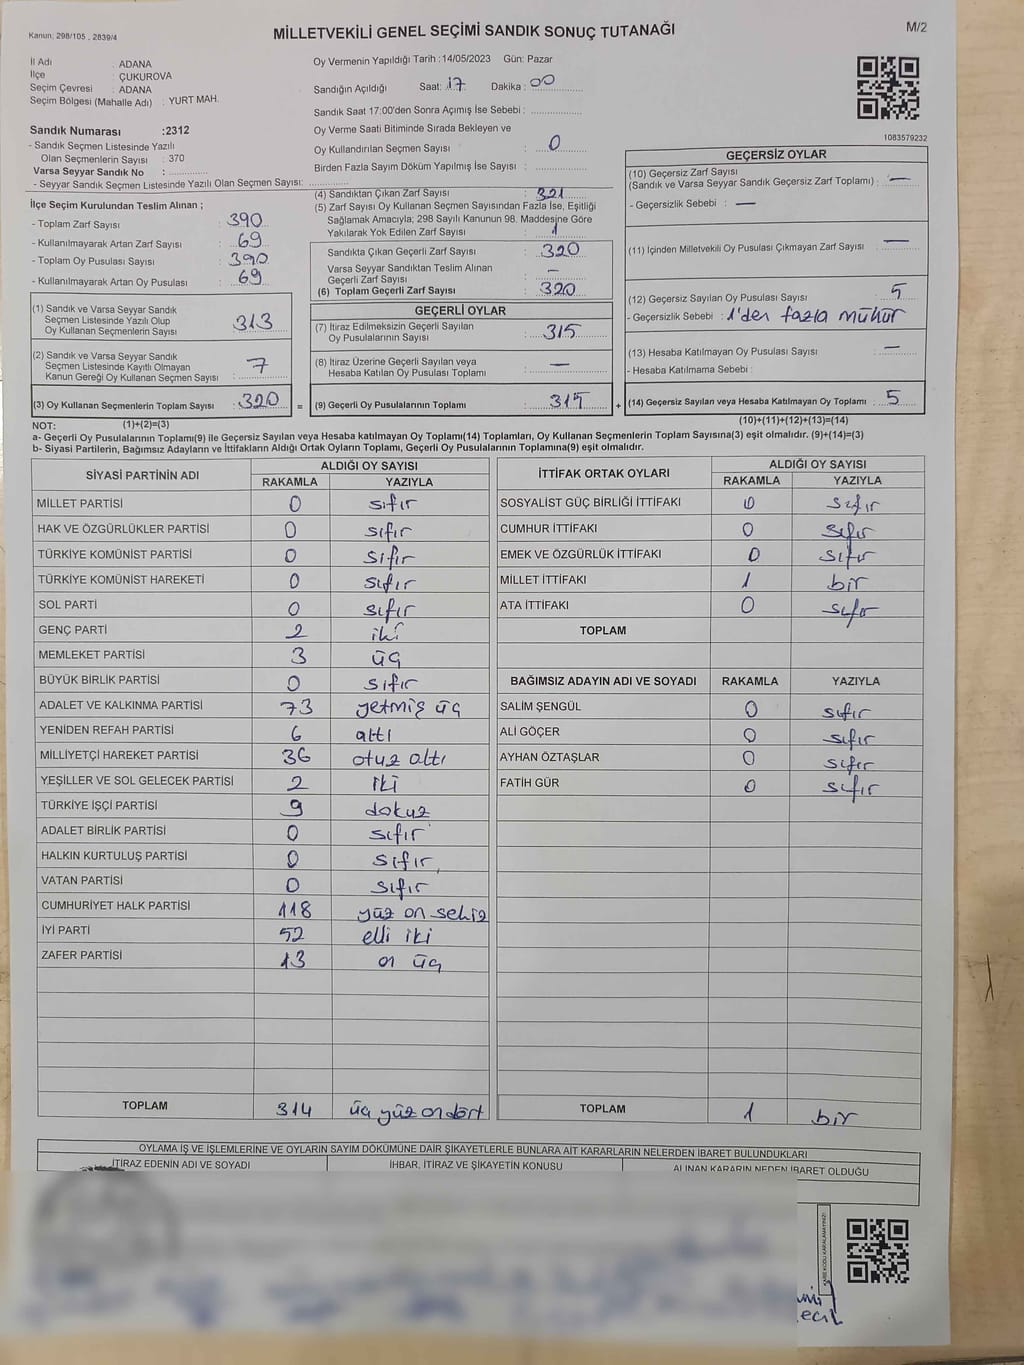 Kanun: 298/105 , 2839/4
MİLLETVEKİLİ GENEL SEÇİMİ SANDIK SONUÇ TUTANAĞI
M/2
İl Adı : ADANA
İlçe : ÇUKUROVA
Seçim Çevresi : ADANA
Seçim Bölgesi (Mahalle Adı) : YURT MAH.
Sandık Numarası :2312
- Sandık Seçmen Listesinde Yazılı
Olan Seçmenlerin Sayısı : 370
Varsa Seyyar Sandık No :
- Seyyar Sandık Seçmen Listesinde Yazılı Olan Seçmen Sayısı:
Oy Vermenin Yapıldığı Tarih :14/05/2023 Gün: Pazar
Sandığın Açıldığı Saat: 17 Dakika : 00
Sandık Saat 17:00'den Sonra Açımış İse Sebebi :
Oy Verme Saati Bitiminde Sırada Bekleyen ve
Oy Kullandırılan Seçmen Sayısı : 0
Birden Fazla Sayım Döküm Yapılmış İse Sayısı :
1083579232
İlçe Seçim Kurulundan Teslim Alınan ;
- Toplam Zarf Sayısı : 390
- Kullanılmayarak Artan Zarf Sayısı : 69
- Toplam Oy Pusulası Sayısı : 390
- Kullanılmayarak Artan Oy Pusulası : 69
(1) Sandık ve Varsa Seyyar Sandık
Seçmen Listesinde Yazılı Olup
Oy Kullanan Seçmenlerin Sayısı : 313
(2) Sandık ve Varsa Seyyar Sandık
Seçmen Listesinde Kayıtlı Olmayan
Kanun Gereği Oy Kullanan Seçmen Sayısı : 7
(3) Oy Kullanan Seçmenlerin Toplam Sayısı : 320 =
(4) Sandıktan Çıkan Zarf Sayısı : 321
(5) Zarf Sayısı Oy Kullanan Seçmen Sayısından Fazla İse, Eşitliği
Sağlamak Amacıyla; 298 Sayılı Kanunun 98. Maddesine Göre
Yakılarak Yok Edilen Zarf Sayısı : 1
Sandıkta Çıkan Geçerli Zarf Sayısı : 320
Varsa Seyyar Sandıktan Teslim Alınan
Geçerli Zarf Sayısı : —
(6) Toplam Geçerli Zarf Sayısı : 320
GEÇERLİ OYLAR
(7) İtiraz Edilmeksizin Geçerli Sayılan
Oy Pusulalarının Sayısı : 315
(8) İtiraz Üzerine Geçerli Sayılan veya
Hesaba Katılan Oy Pusulası Toplamı : —
(9) Geçerli Oy Pusulalarının Toplamı : 315 +
GEÇERSİZ OYLAR
(10) Geçersiz Zarf Sayısı
(Sandık ve Varsa Seyyar Sandık Geçersiz Zarf Toplamı) : —
- Geçersizlik Sebebi : —
(11) İçinden Milletvekili Oy Pusulası Çıkmayan Zarf Sayısı : —
(12) Geçersiz Sayılan Oy Pusulası Sayısı : 5
- Geçersizlik Sebebi : 1'den fazla mühür
(13) Hesaba Katılmayan Oy Pusulası Sayısı : —
- Hesaba Katılmama Sebebi :
(14) Geçersiz Sayılan veya Hesaba Katılmayan Oy Toplamı : 5
NOT: (1)+(2)=(3) (10)+(11)+(12)+(13)=(14)
a- Geçerli Oy Pusulalarının Toplamı(9) ile Geçersiz Sayılan veya Hesaba katılmayan Oy Toplamı(14) Toplamları, Oy Kullanan Seçmenlerin Toplam Sayısına(3) eşit olmalıdır. (9)+(14)=(3)
b- Siyasi Partilerin, Bağımsız Adayların ve İttifakların Aldığı Ortak Oyların Toplamı, Geçerli Oy Pusulalarının Toplamına(9) eşit olmalıdır.
SİYASİ PARTİNİN ADI ALDIĞI OY SAYISI
RAKAMLA YAZIYLA
MİLLET PARTİSİ 0 sıfır
HAK VE ÖZGÜRLÜKLER PARTİSİ 0 sıfır
TÜRKİYE KOMÜNİST PARTİSİ 0 sıfır
TÜRKİYE KOMÜNİST HAREKETİ 0 sıfır
SOL PARTİ 0 sıfır
GENÇ PARTİ 2 iki
MEMLEKET PARTİSİ 3 üç
BÜYÜK BİRLİK PARTİSİ 0 sıfır
ADALET VE KALKINMA PARTİSİ 73 yetmiş üç
YENİDEN REFAH PARTİSİ 6 altı
MİLLİYETÇİ HAREKET PARTİSİ 36 otuz altı
YEŞİLLER VE SOL GELECEK PARTİSİ 2 iki
TÜRKİYE İŞÇİ PARTİSİ 9 dokuz
ADALET BİRLİK PARTİSİ 0 sıfır
HALKIN KURTULUŞ PARTİSİ 0 sıfır
VATAN PARTİSİ 0 sıfır
CUMHURİYET HALK PARTİSİ 118 yüz on sekiz
İYİ PARTİ 52 elli iki
ZAFER PARTİSİ 13 on üç
TOPLAM 314 üç yüz on dört
İTTİFAK ORTAK OYLARI ALDIĞI OY SAYISI
RAKAMLA YAZIYLA
SOSYALİST GÜÇ BİRLİĞİ İTTİFAKI 0 sıfır
CUMHUR İTTİFAKI 0 sıfır
EMEK VE ÖZGÜRLÜK İTTİFAKI 0 sıfır
MİLLET İTTİFAKI 1 bir
ATA İTTİFAKI 0 sıfır
TOPLAM
BAĞIMSIZ ADAYIN ADI VE SOYADI RAKAMLA YAZIYLA
SALİM ŞENGÜL 0 sıfır
ALİ GÖÇER 0 sıfır
AYHAN ÖZTAŞLAR 0 sıfır
FATİH GÜR 0 sıfır
TOPLAM 1 bir
OYLAMA İŞ VE İŞLEMLERİNE VE OYLARIN SAYIM DÖKÜMÜNE DAİR ŞİKAYETLERLE BUNLARA AİT KARARLARIN NELERDEN İBARET BULUNDUKLARI
İTİRAZ EDENİN ADI VE SOYADI İHBAR, İTİRAZ VE ŞİKAYETİN KONUSU ALINAN KARARIN NEDEN İBARET OLDUĞU
KARE KODU KARALAMAYINIZ!